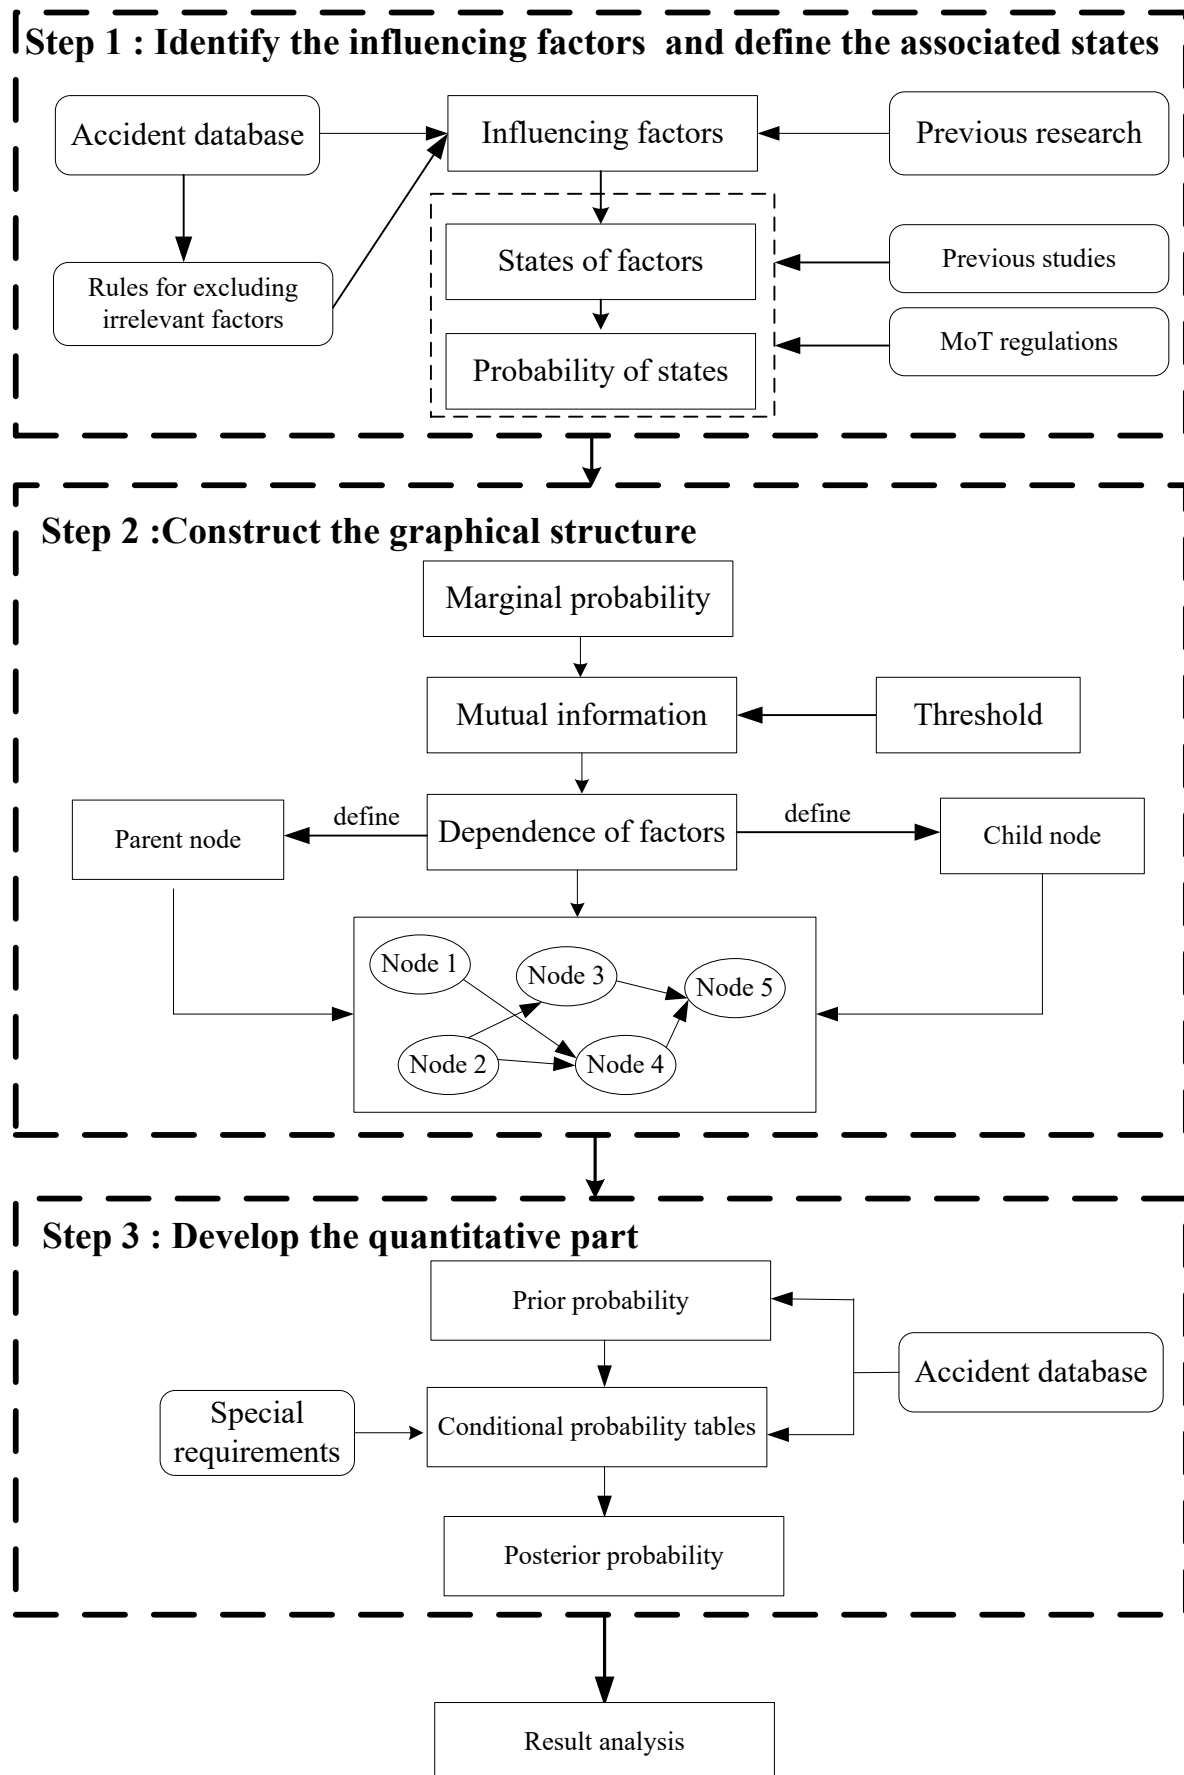 Step 1 : Identify the influencing factors  and define the associated states
Accident database
Influencing factors
Previous research
States of factors
Previous studies
Rules for excluding
irrelevant factors
MoT regulations
Probability of states
Step 2 :Construct the graphical structure
Marginal probability
Mutual information
Threshold
Parent node
define
Dependence of factors
define
Child node
Node 1
Node 3
Node 5
Node 2
Node 4
Step 3 : Develop the quantitative part
Prior probability
Accident database
Special
requirements
Conditional probability tables
Posterior probability
Result analysis